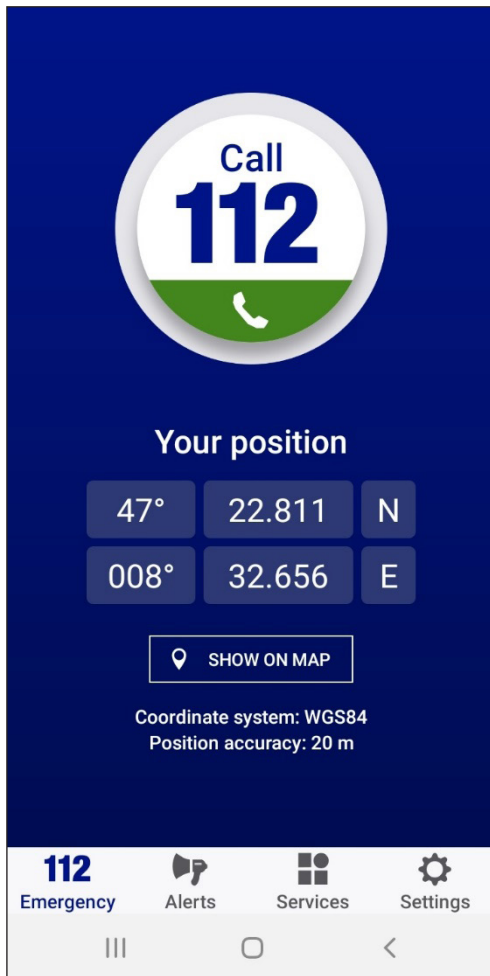 Call
112
Your position
47° 22.811 N
008° 32.656 E
SHOW ON MAP
Coordinate system: WGS84
Position accuracy: 20 m
112
Emergency Alerts Services Settings